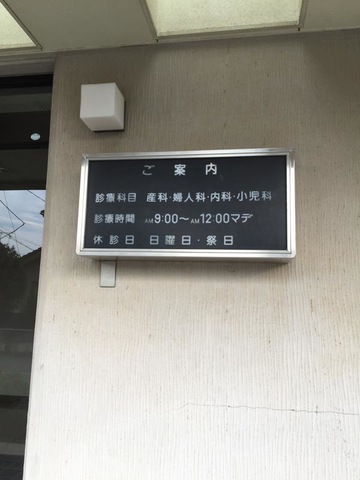 ご案内
診療科目 産科・婦人科・内科・小児科
診療時間 AM9:00〜AM12:00マデ
休診日 日曜日・祭日